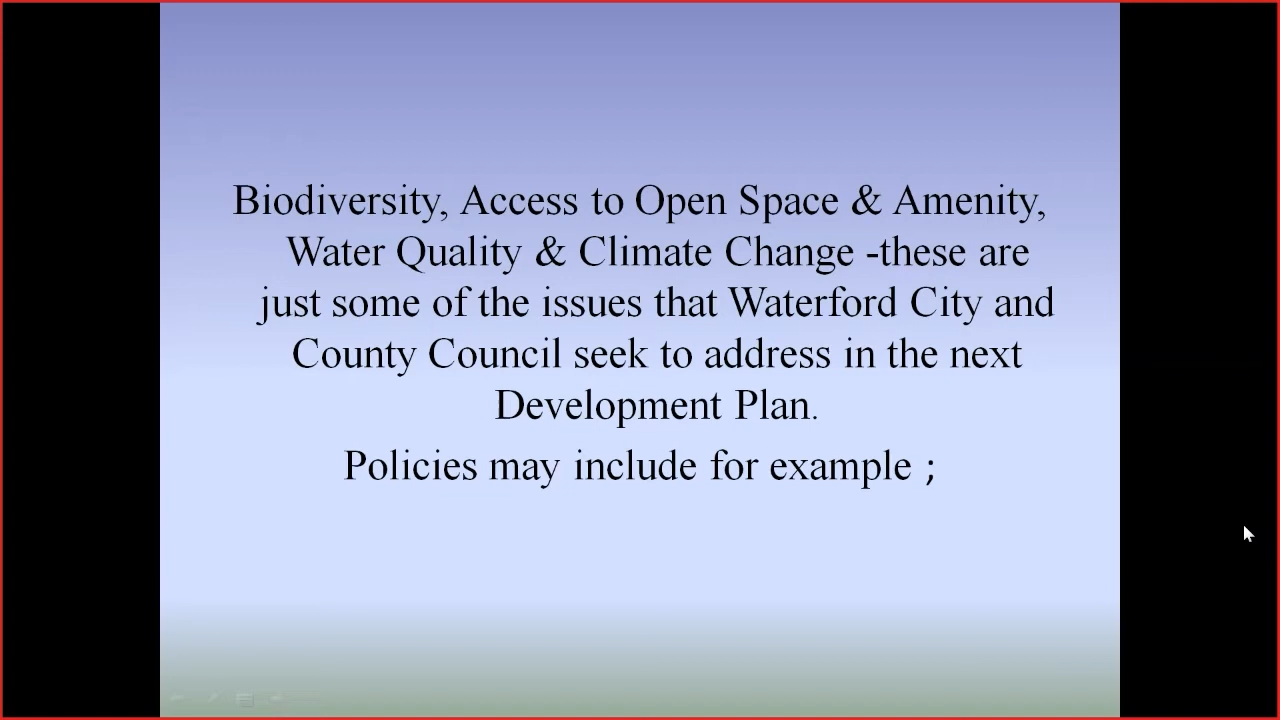 Biodiversity, Access to Open Space & Amenity,
Water Quality & Climate Change -these are
just some of the issues that Waterford City and
County Council seek to address in the next
Development Plan.
Policies may include for example ;